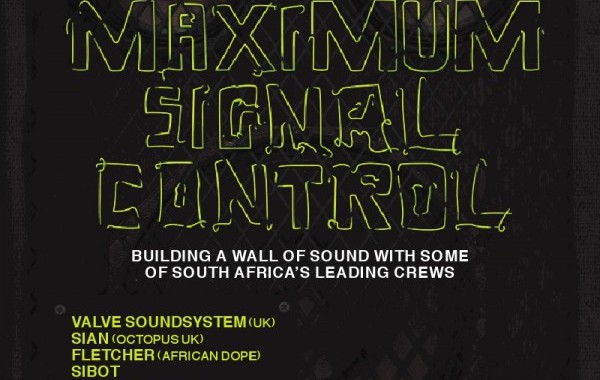 MAXIMUM
SIGNAL
CONTROL
BUILDING A WALL OF SOUND WITH SOME
OF SOUTH AFRICA'S LEADING CREWS
VALVE SOUNDSYSTEM (UK)
SIAN (OCTOPUS UK)
FLETCHER (AFRICAN DOPE)
SIBOT